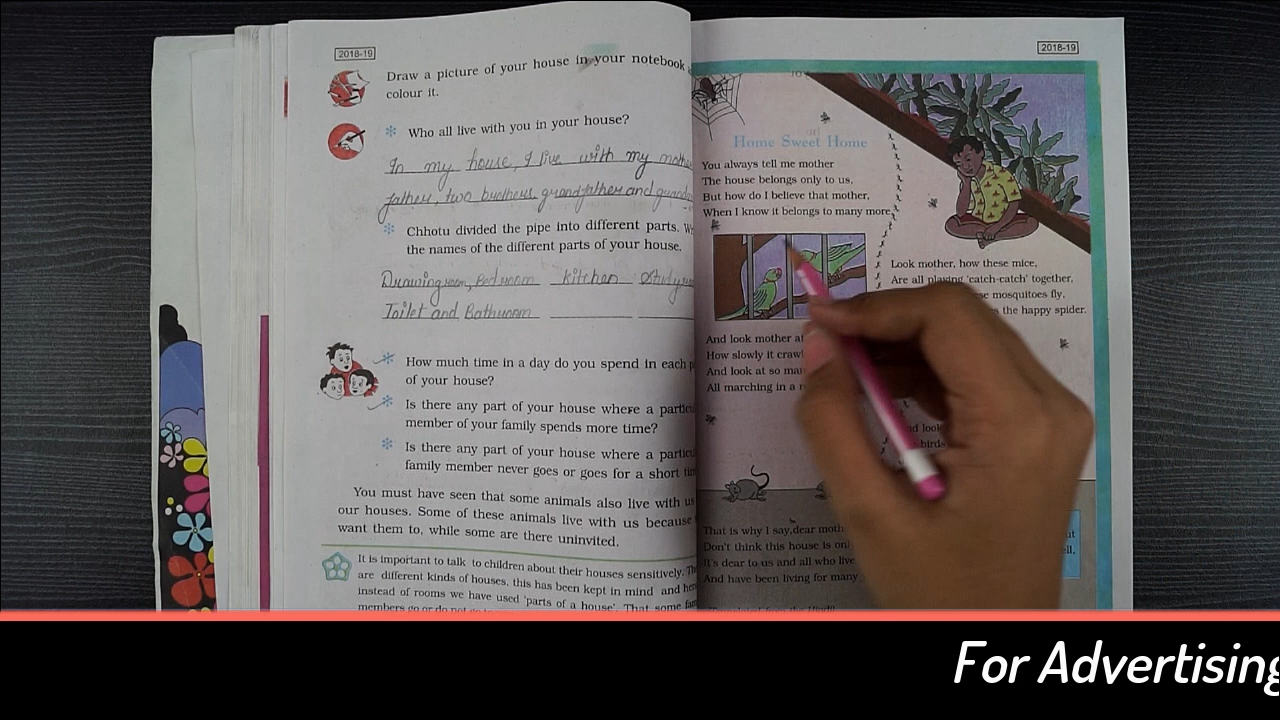 2018-19
Draw a picture of your house in your notebook
colour it.
Who all live with you in your house?
In my house, I live with my mother
father, two brothers, grandfather and
Chhotu divided the pipe into different parts.
the names of the different parts of your house.
Drawing room, Bedroom kitchen Study
Toilet and Bathroom
How much time in a day do you spend in each
of your house?
Is there any part of your house where a
member of your family spends more time?
Is there any part of your house where a
family member never goes or goes for a short
You must have seen that some animals also live with us
our houses. Some of these animals live with us because
want them to, while some are there uninvited.
It is important to talk to children about their houses sensitively.
are different kinds of houses, this has been kept in mind and
instead of rooms we have used 'parts of a house'. That some
members go or do not go
2018-19
Home Sweet Home
You always tell me mother
The house belongs only to us,
But how do I believe that mother,
When I know it belongs to many more.
Look mother, how these mice,
Are all playing 'catch-catch' together,
mosquitoes fly,
the happy spider.
And look mother
How slowly it
And look at so
All marching in a
look
birds
That is why I say, dear
Don't think this house is
It's dear to us and all who live
And have been living for many
For Advertising